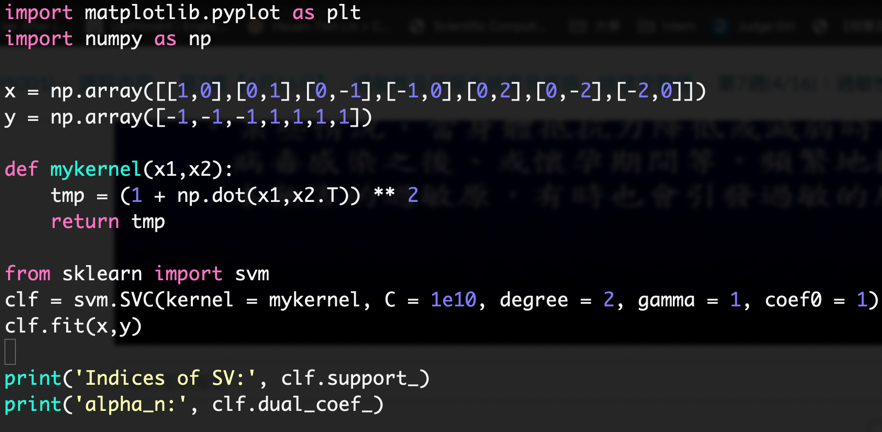 import matplotlib.pyplot as plt
import numpy as np
x = np.array([[1,0],[0,1],[0,-1],[-1,0],[0,2],[0,-2],[-2,0]])
y = np.array([-1,-1,-1,1,1,1,1])
def mykernel(x1,x2):
    tmp = (1 + np.dot(x1,x2.T)) ** 2
    return tmp
from sklearn import svm
clf = svm.SVC(kernel = mykernel, C = 1e10, degree = 2, gamma = 1, coef0 = 1)
clf.fit(x,y)
print('Indices of SV:', clf.support_)
print('alpha_n:', clf.dual_coef_)